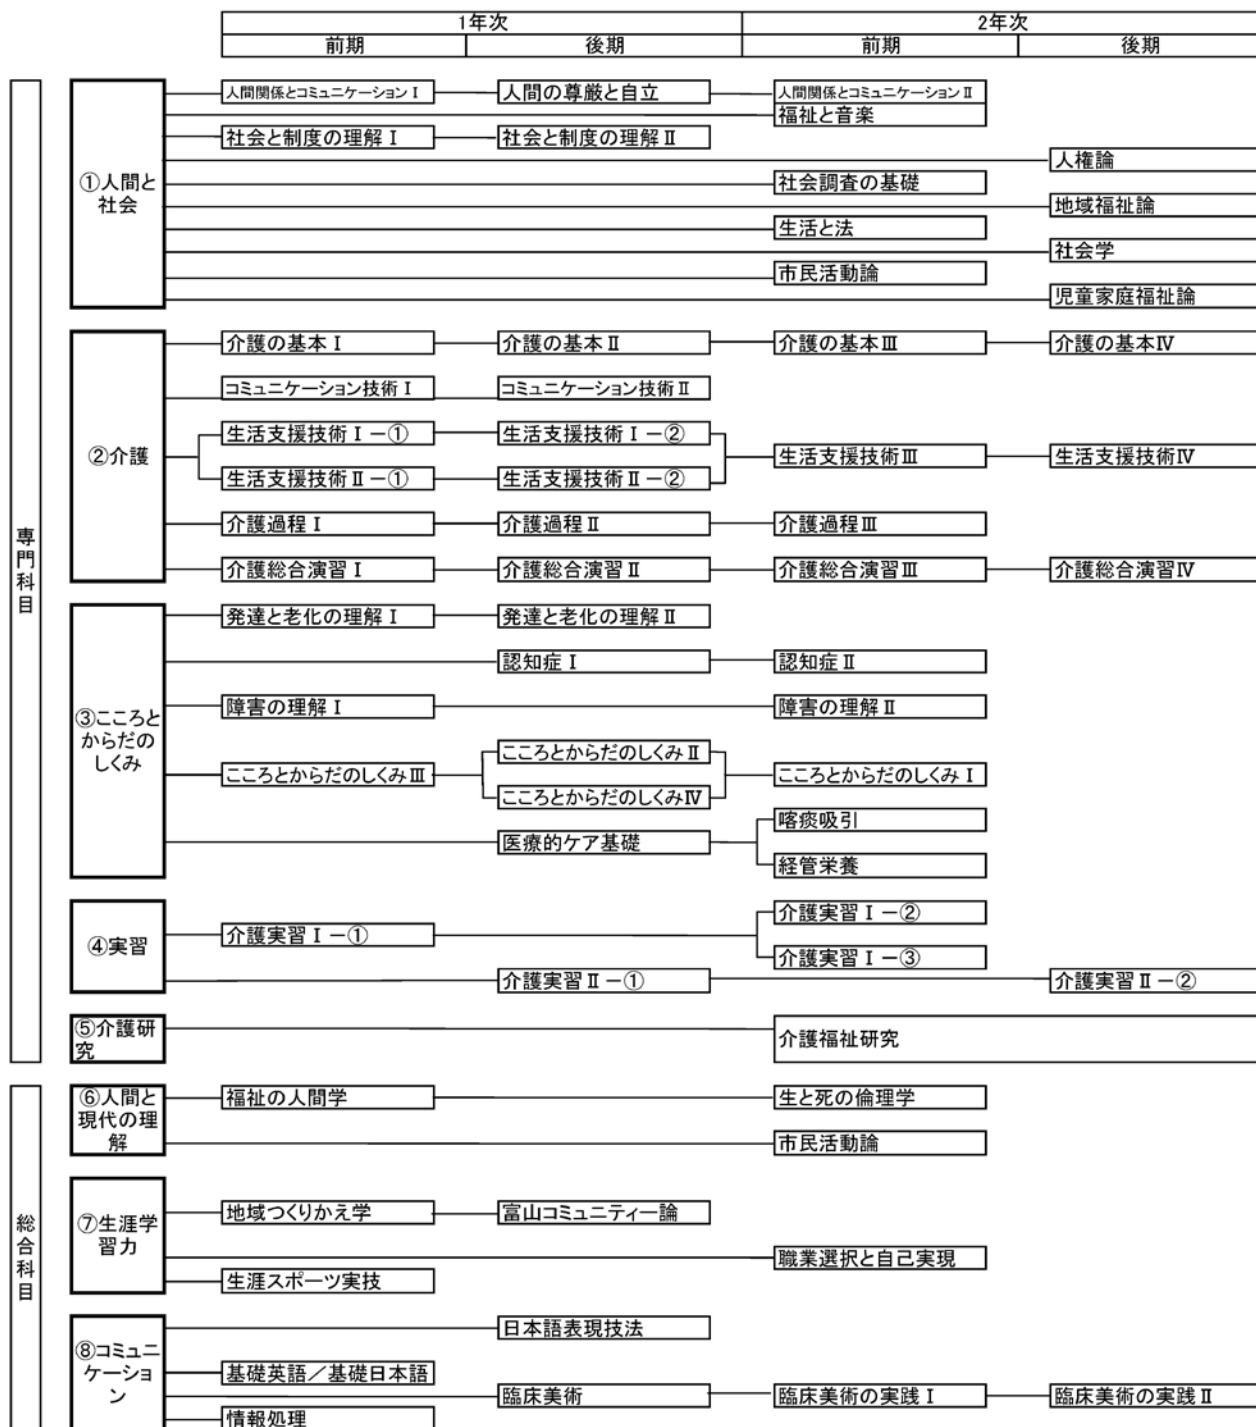 1年次 2年次
前期 後期 前期 後期
専門科目
①人間と
社会
人間関係とコミュニケーションⅠ 人間の尊厳と自立 人間関係とコミュニケーションⅡ
福祉と音楽
社会と制度の理解Ⅰ 社会と制度の理解Ⅱ
人権論
社会調査の基礎
地域福祉論
生活と法
社会学
市民活動論
児童家庭福祉論
②介護
介護の基本Ⅰ 介護の基本Ⅱ 介護の基本Ⅲ 介護の基本Ⅳ
コミュニケーション技術Ⅰ コミュニケーション技術Ⅱ
生活支援技術Ⅰ－① 生活支援技術Ⅰ－②
生活支援技術Ⅲ 生活支援技術Ⅳ
生活支援技術Ⅱ－① 生活支援技術Ⅱ－②
介護過程Ⅰ 介護過程Ⅱ 介護過程Ⅲ
介護総合演習Ⅰ 介護総合演習Ⅱ 介護総合演習Ⅲ 介護総合演習Ⅳ
③こころと
からだの
しくみ
発達と老化の理解Ⅰ 発達と老化の理解Ⅱ
認知症Ⅰ 認知症Ⅱ
障害の理解Ⅰ 障害の理解Ⅱ
こころとからだのしくみⅡ
こころとからだのしくみⅢ こころとからだのしくみⅠ
こころとからだのしくみⅣ
喀痰吸引
医療的ケア基礎
経管栄養
④実習
介護実習Ⅰ－②
介護実習Ⅰ－①
介護実習Ⅰ－③
介護実習Ⅱ－① 介護実習Ⅱ－②
⑤介護研
究
介護福祉研究
総合科目
⑥人間と
現代の理
解
福祉の人間学 生と死の倫理学
市民活動論
⑦生涯学
習力
地域つくりかえ学 富山コミュニティー論
職業選択と自己実現
生涯スポーツ実技
⑧コミュニ
ケーショ
ン
日本語表現技法
基礎英語／基礎日本語
臨床美術 臨床美術の実践Ⅰ 臨床美術の実践Ⅱ
情報処理